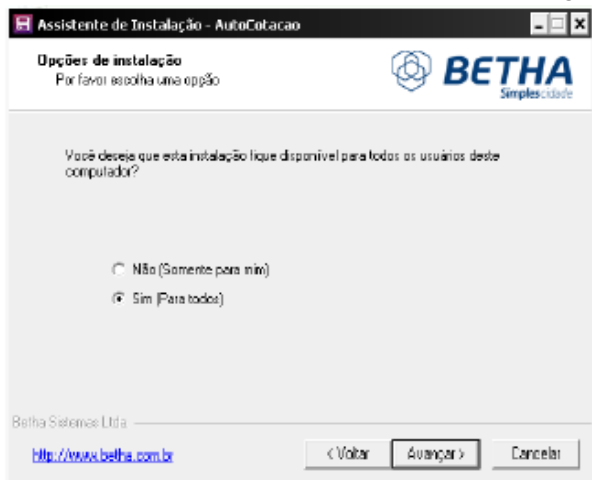 Assistente de Instalação - AutoCotacao
Opções de instalação
Por favor escolha uma opção
BETHA
Simplescidade
Você deseja que esta instalação fique disponível para todos os usuários deste
computador?
Não (Somente para mim)
Sim (Para todos)
Betha Sistemas Ltda
http://www.betha.com.br
< Voltar
Avançar >
Cancelar